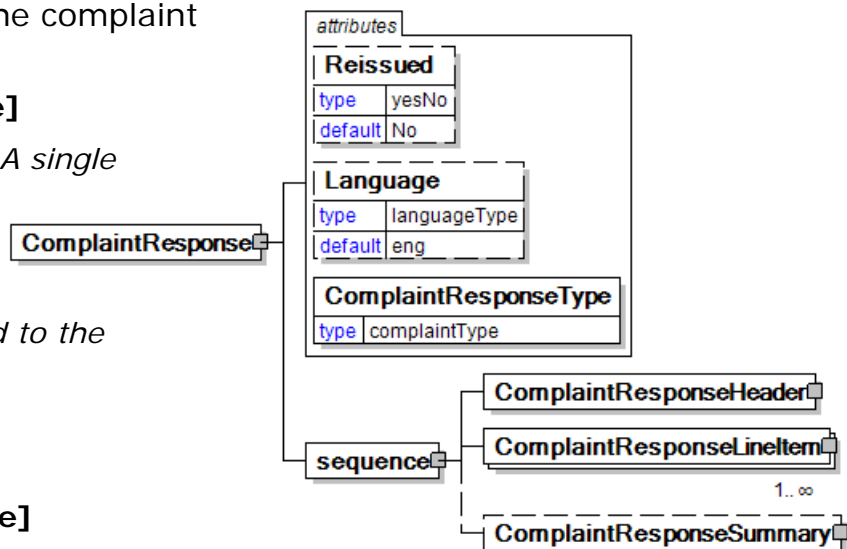 ne complaint
e]
A single
d to the
e]
attributes
Reissued
type yesNo
default No
Language
type languageType
default eng
ComplaintResponseType
type complaintType
ComplaintResponse
sequence
ComplaintResponseHeader
ComplaintResponseLineItem
1.. ∞
ComplaintResponseSummary